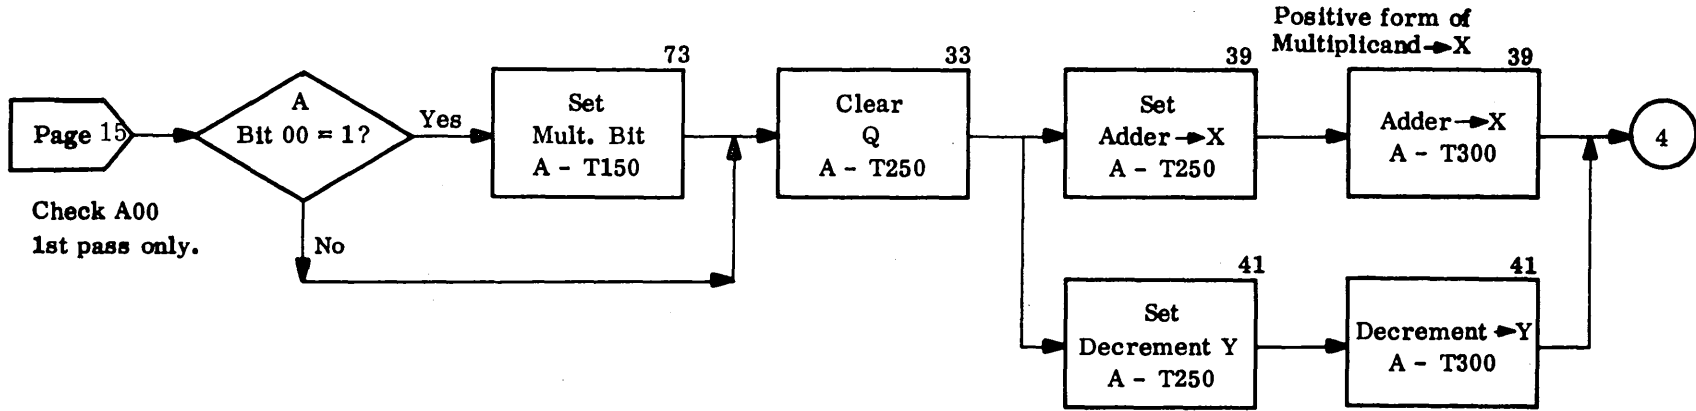 Page 15
Check A00
1st pass only.
A
Bit 00 = 1?
Yes
No
73
Set
Mult. Bit
A - T150
33
Clear
Q
A - T250
39
Set
Adder→X
A - T250
Positive form of
Multiplicand→X
39
Adder→X
A - T300
41
Set
Decrement Y
A - T250
41
Decrement→Y
A - T300
4